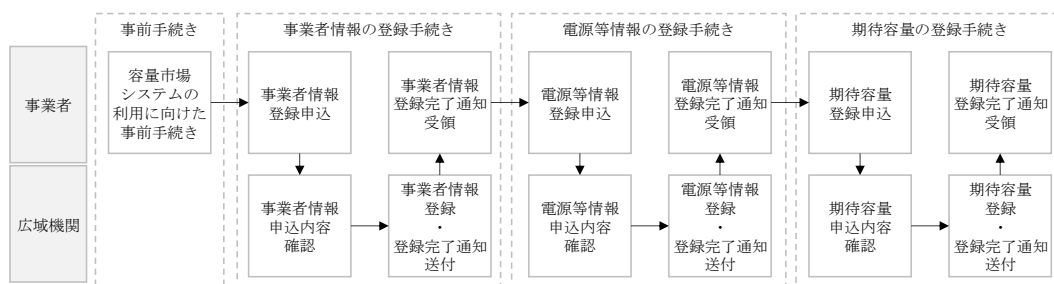 事前手続き
事業者情報の登録手続き
電源等情報の登録手続き
期待容量の登録手続き
事業者
容量市場
システムの
利用に向けた
事前手続き
事業者情報
登録申込
事業者情報
登録完了通知
受領
電源等情報
登録申込
電源等情報
登録完了通知
受領
期待容量
登録申込
期待容量
登録完了通知
受領
広域機関
事業者情報
申込内容
確認
事業者情報
登録
・
登録完了通知
送付
電源等情報
申込内容
確認
電源等情報
登録
・
登録完了通知
送付
期待容量
申込内容
確認
期待容量
登録
・
登録完了通知
送付